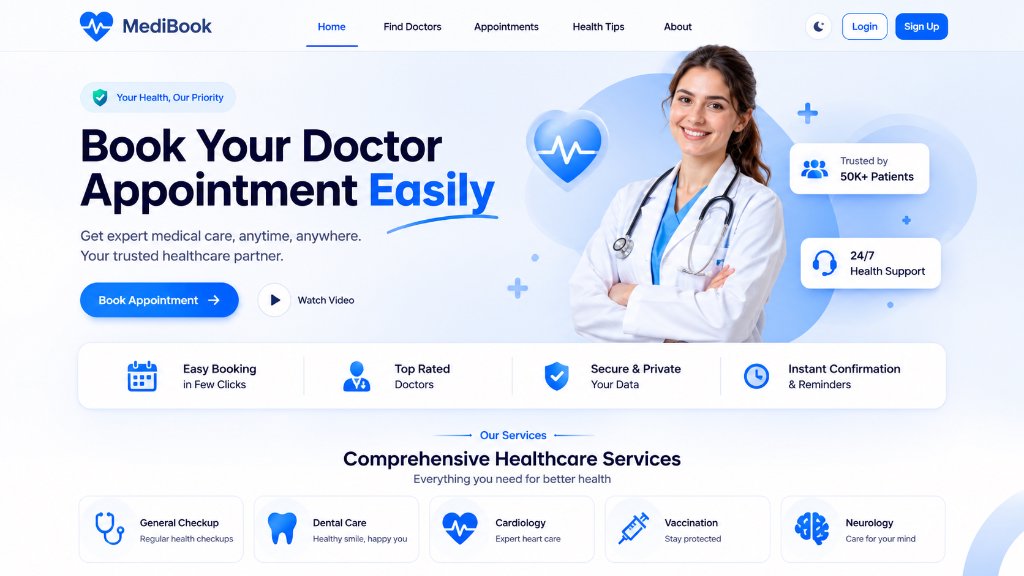 MediBook
Home
Find Doctors
Appointments
Health Tips
About
Login
Sign Up
Your Health, Our Priority
Book Your Doctor
Appointment Easily
Get expert medical care, anytime, anywhere.
Your trusted healthcare partner.
Book Appointment
Watch Video
Trusted by
50K+ Patients
24/7
Health Support
Easy Booking
in Few Clicks
Top Rated
Doctors
Secure & Private
Your Data
Instant Confirmation
& Reminders
Our Services
Comprehensive Healthcare Services
Everything you need for better health
General Checkup
Regular health checkups
Dental Care
Healthy smile, happy you
Cardiology
Expert heart care
Vaccination
Stay protected
Neurology
Care for your mind